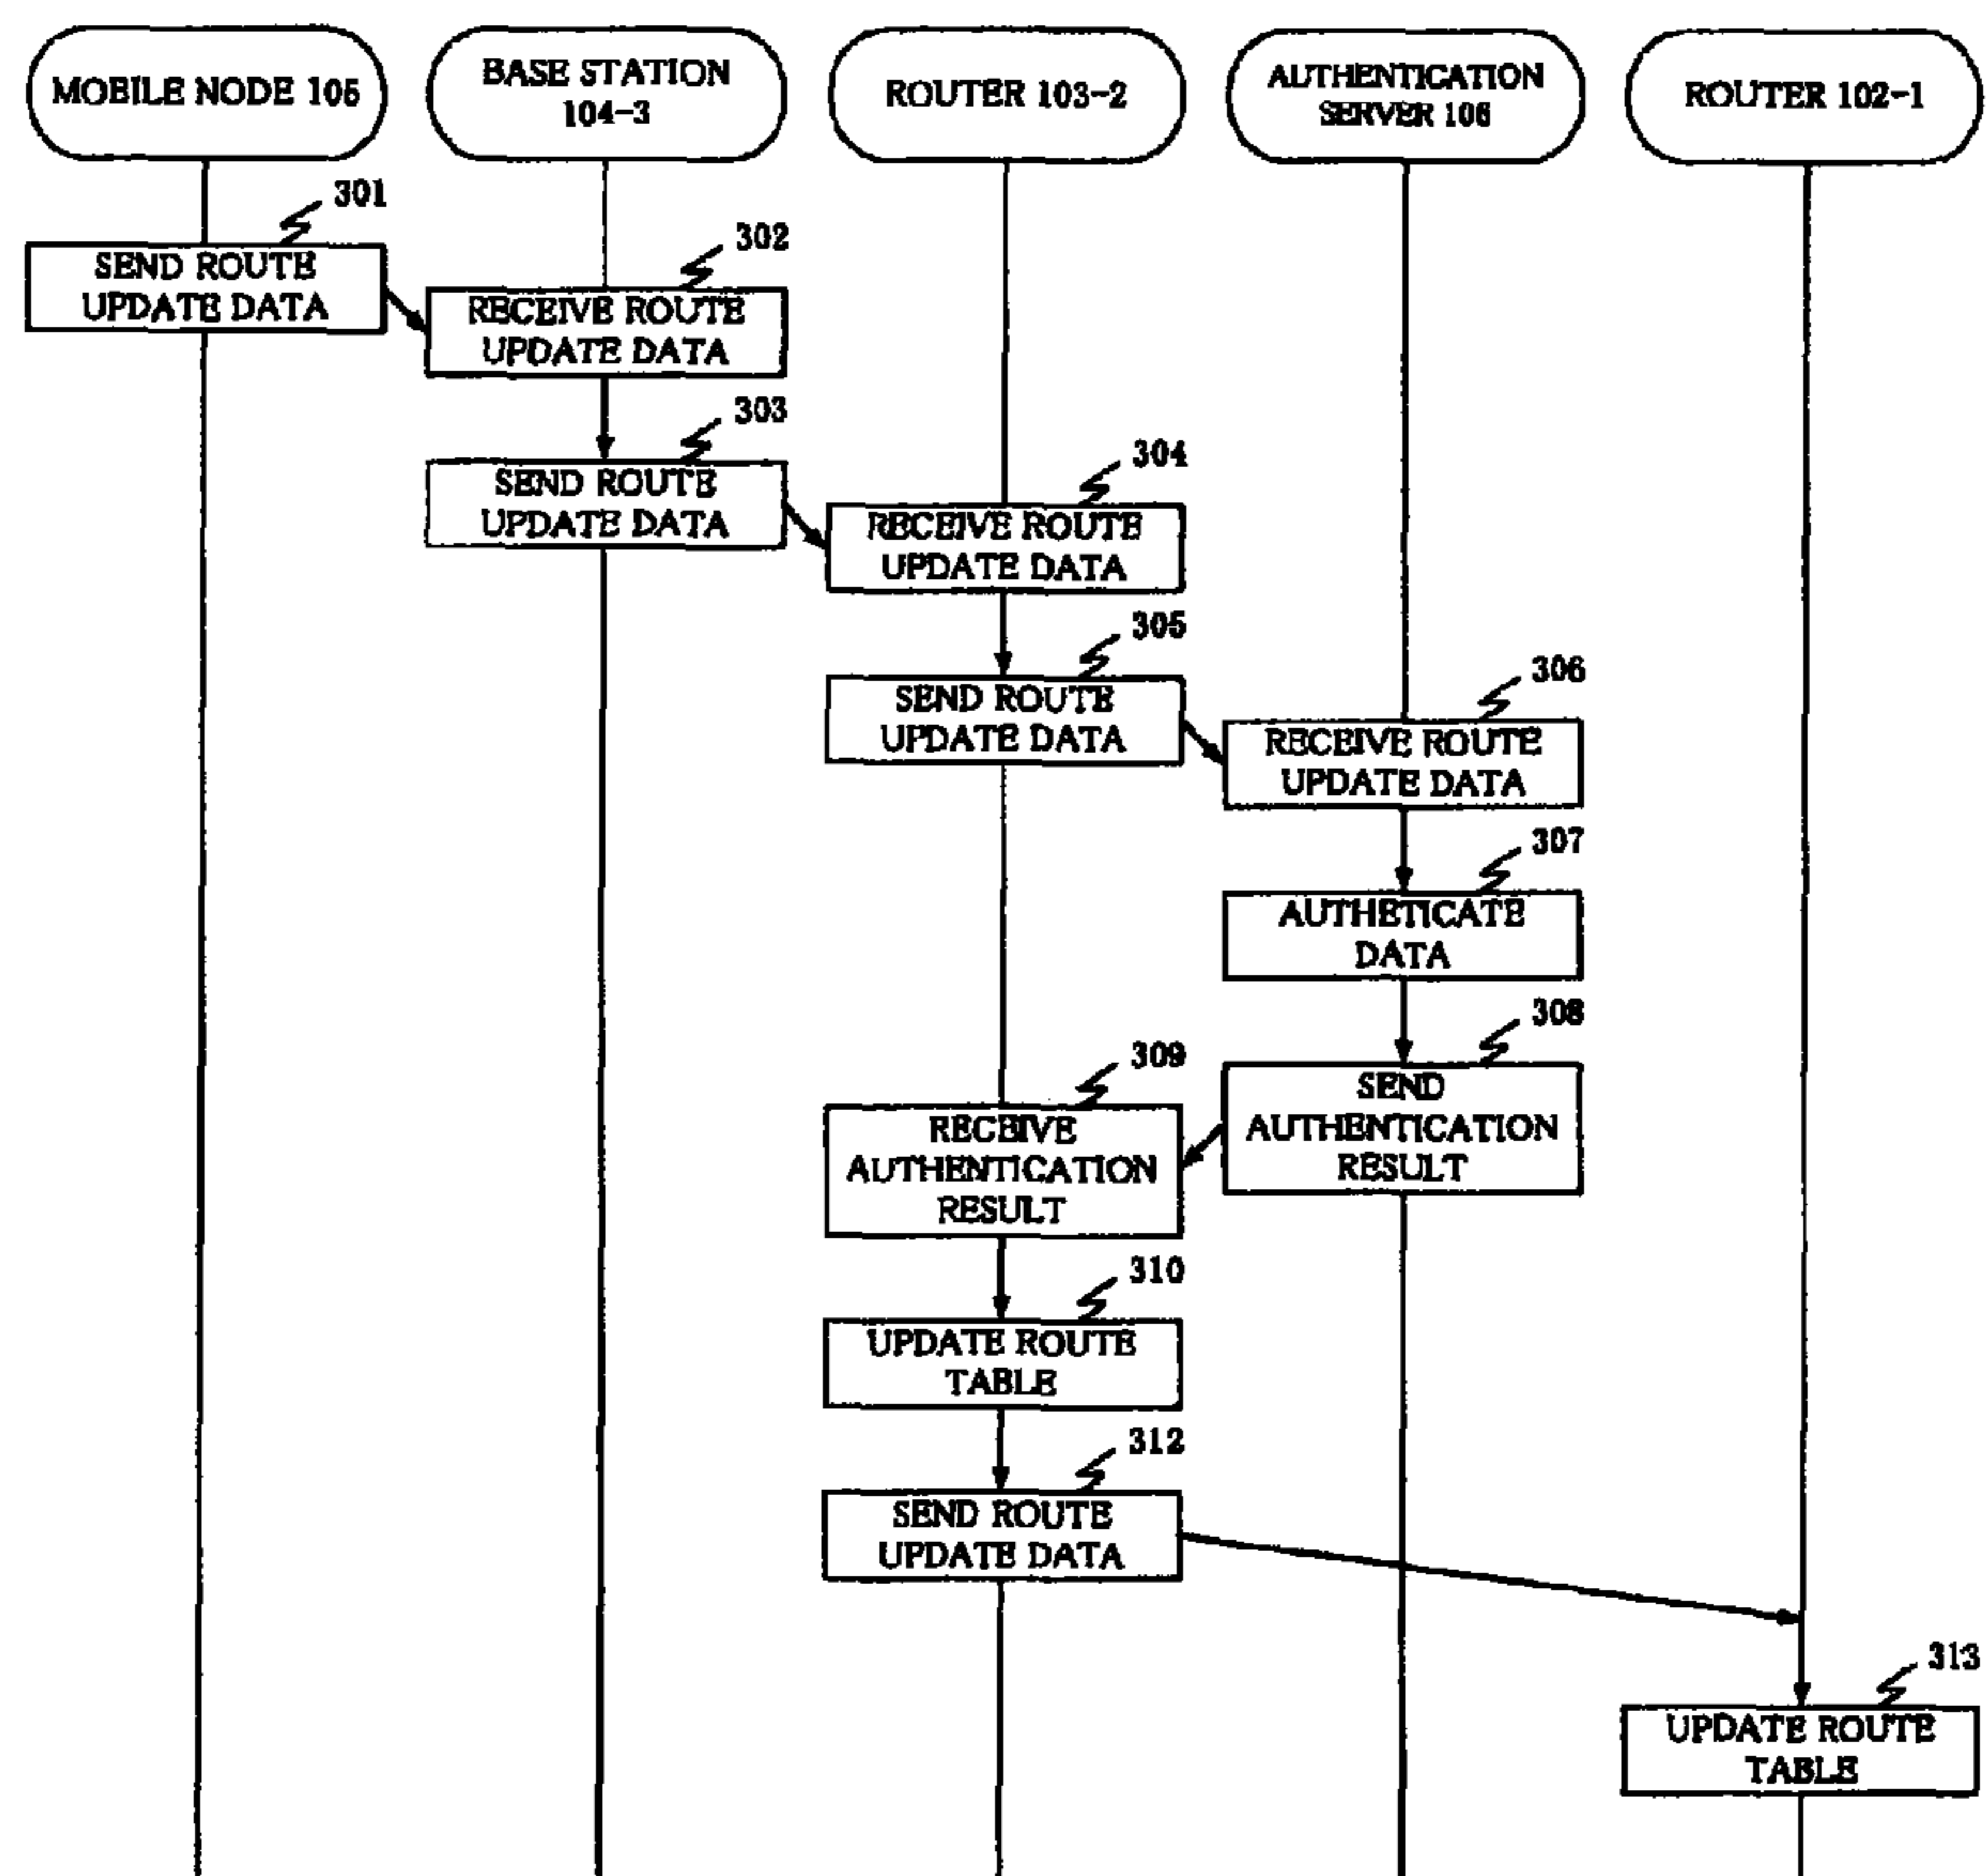 MOBILE NODE 105
BASE STATION
104-3
ROUTER 103-2
AUTHENTICATION
SERVER 106
ROUTER 102-1
301
SEND ROUTE
UPDATE DATA
302
RECEIVE ROUTE
UPDATE DATA
303
SEND ROUTE
UPDATE DATA
304
RECEIVE ROUTE
UPDATE DATA
305
SEND ROUTE
UPDATE DATA
306
RECEIVE ROUTE
UPDATE DATA
307
AUTHETICATE
DATA
308
SEND
AUTHENTICATION
RESULT
309
RECEIVE
AUTHENTICATION
RESULT
310
UPDATE ROUTE
TABLE
312
SEND ROUTE
UPDATE DATA
313
UPDATE ROUTE
TABLE